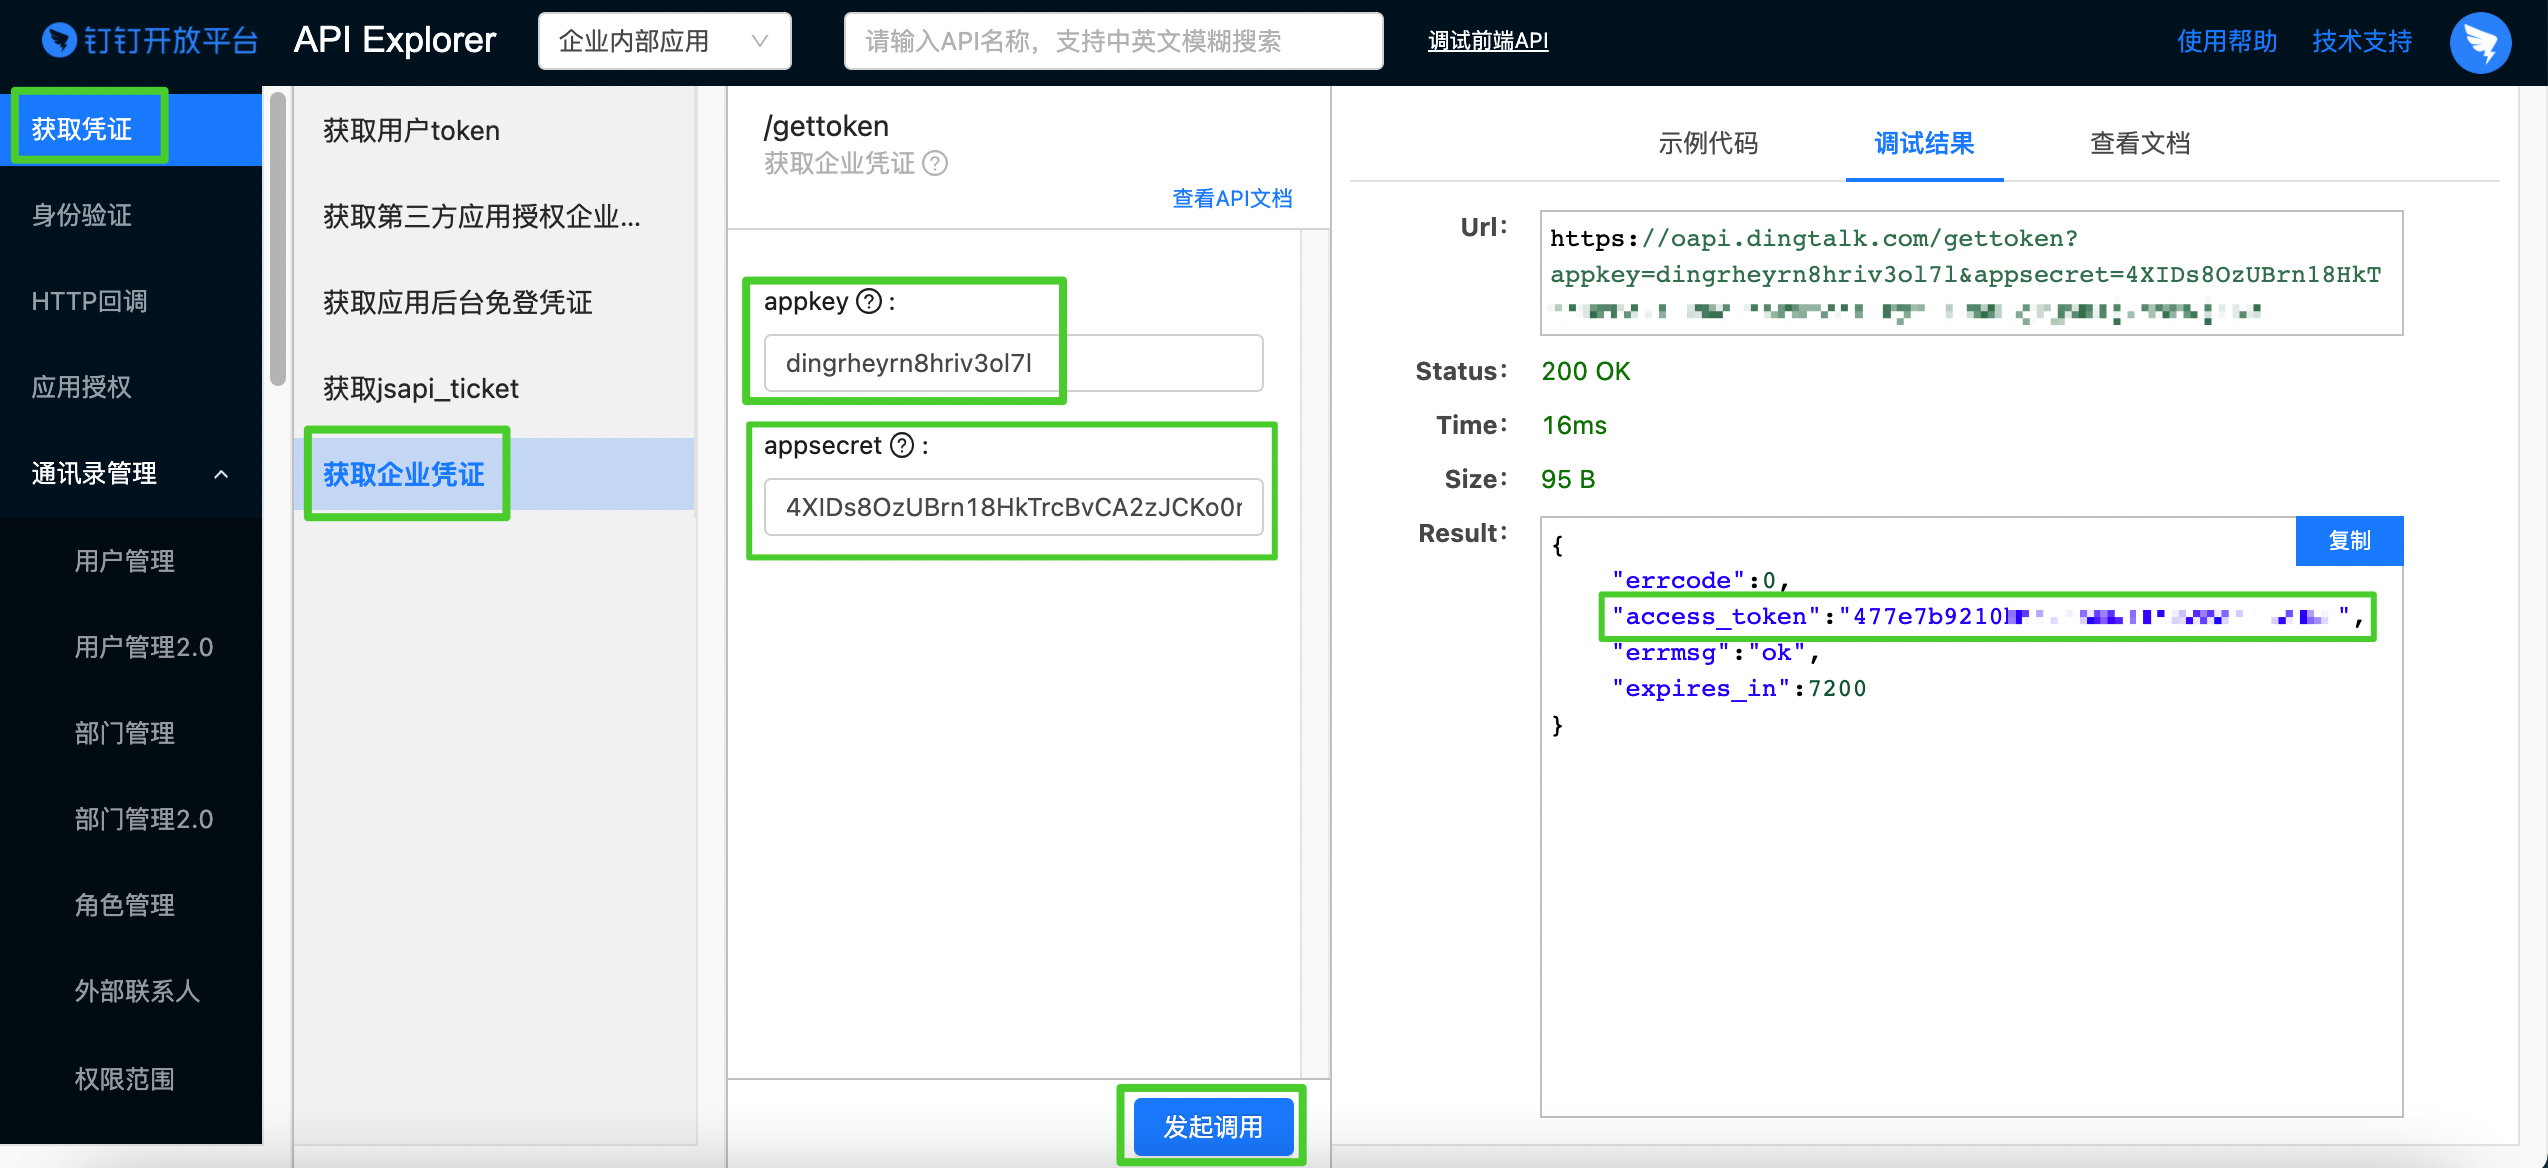 钉钉开放平台
API Explorer
企业内部应用
请输入API名称，支持中英文模糊搜索
调试前端API
使用帮助
技术支持
获取凭证
身份验证
HTTP回调
应用授权
通讯录管理
用户管理
用户管理2.0
部门管理
部门管理2.0
角色管理
外部联系人
权限范围
获取用户token
获取第三方应用授权企业...
获取应用后台免登凭证
获取jsapi_ticket
获取企业凭证
/gettoken
获取企业凭证
查看API文档
appkey ? :
dingrheyrn8hriv3ol7l
appsecret ? :
4XIDs8OzUBrn18HkTrcBvCA2zJCKo0r
发起调用
示例代码
调试结果
查看文档
Url:
https://oapi.dingtalk.com/gettoken?
appkey=dingrheyrn8hriv3ol7l&appsecret=4XIDs8OzUBrn18HkT
Status: 200 OK
Time: 16ms
Size: 95 B
Result:
复制
{
"errcode":0,
"access_token":"477e7b9210 ",
"errmsg":"ok",
"expires_in":7200
}